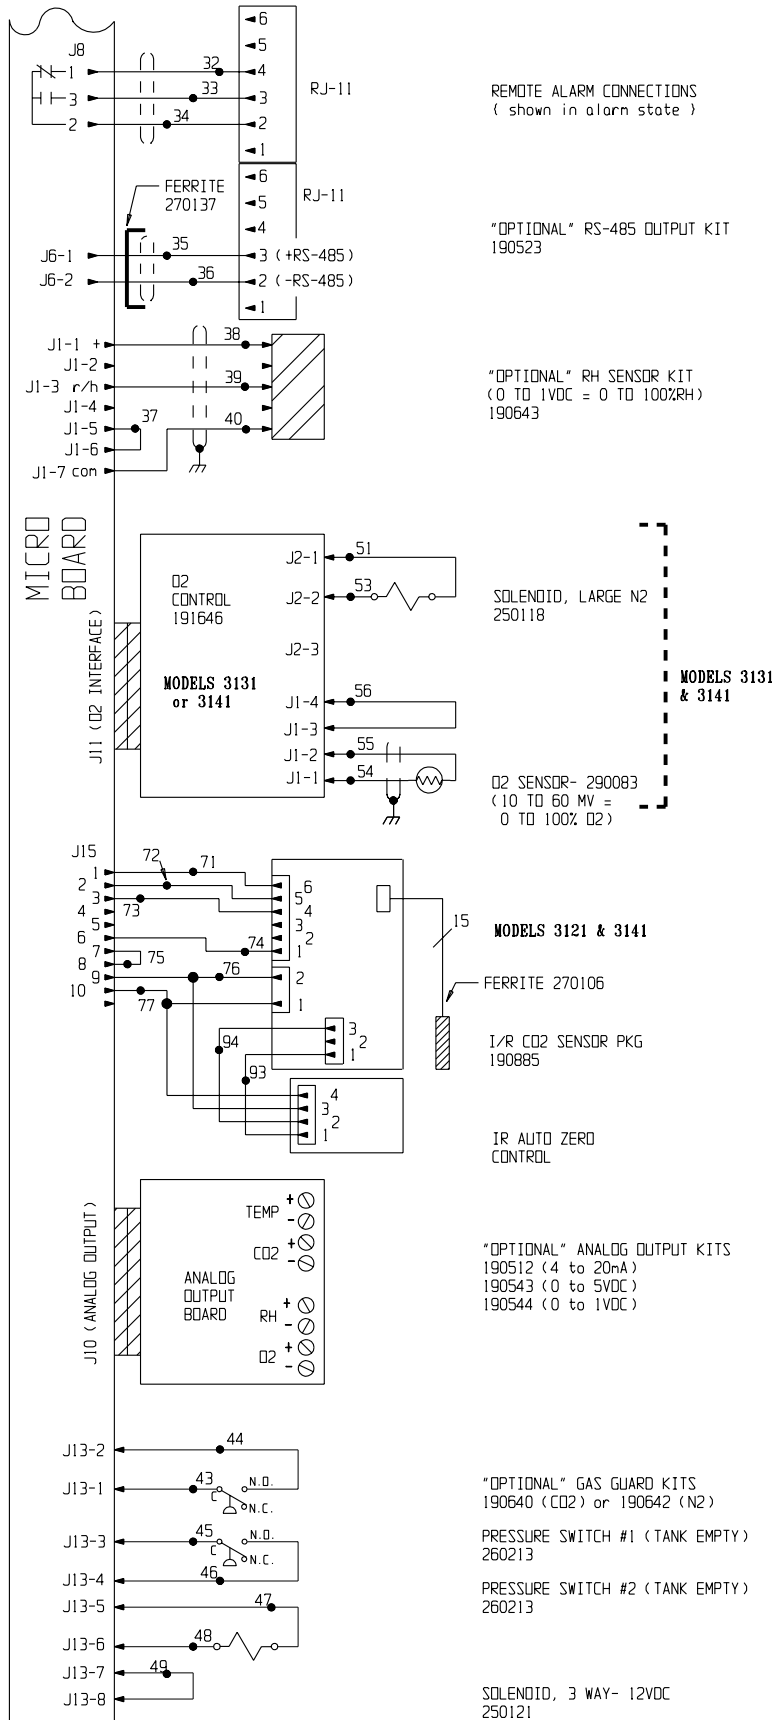 J8
1
3
2
32
33
34
6
5
4
3
2
1
RJ-11
REMOTE ALARM CONNECTIONS
( shown in alarm state )
FERRITE
270137
J6-1
J6-2
35
36
6
5
4
3 (+RS-485)
2 (-RS-485)
1
RJ-11
"OPTIONAL" RS-485 OUTPUT KIT
190523
J1-1 +
J1-2
J1-3 r/h
J1-4
J1-5
J1-6
J1-7 com
37
38
39
40
"OPTIONAL" RH SENSOR KIT
(0 TO 1VDC = 0 TO 100%RH)
190643
MICRO
BOARD
J11 (O2 INTERFACE)
O2
CONTROL
191646
MODELS 3131
or 3141
J2-1
J2-2
J2-3
J1-4
J1-3
J1-2
J1-1
51
53
56
55
54
SOLENOID, LARGE N2
250118
MODELS 3131
& 3141
O2 SENSOR- 290083
(10 TO 60 MV =
0 TO 100% O2)
J15
1
2
3
4
5
6
7
8
9
10
72
71
73
74
75
76
77
6
5
4
3
2
1
2
1
3
2
1
94
93
4
3
2
1
15
MODELS 3121 & 3141
FERRITE 270106
I/R CO2 SENSOR PKG
190885
IR AUTO ZERO
CONTROL
J10 (ANALOG OUTPUT)
ANALOG
OUTPUT
BOARD
TEMP + -
CO2 + -
RH + -
O2 + -
"OPTIONAL" ANALOG OUTPUT KITS
190512 (4 to 20mA)
190543 (0 to 5VDC)
190544 (0 to 1VDC)
J13-2
J13-1
J13-3
J13-4
J13-5
J13-6
J13-7
J13-8
44
43
C
N.O.
N.C.
45
C
N.O.
N.C.
46
47
48
49
"OPTIONAL" GAS GUARD KITS
190640 (CO2) or 190642 (N2)
PRESSURE SWITCH #1 (TANK EMPTY)
260213
PRESSURE SWITCH #2 (TANK EMPTY)
260213
SOLENOID, 3 WAY- 12VDC
250121